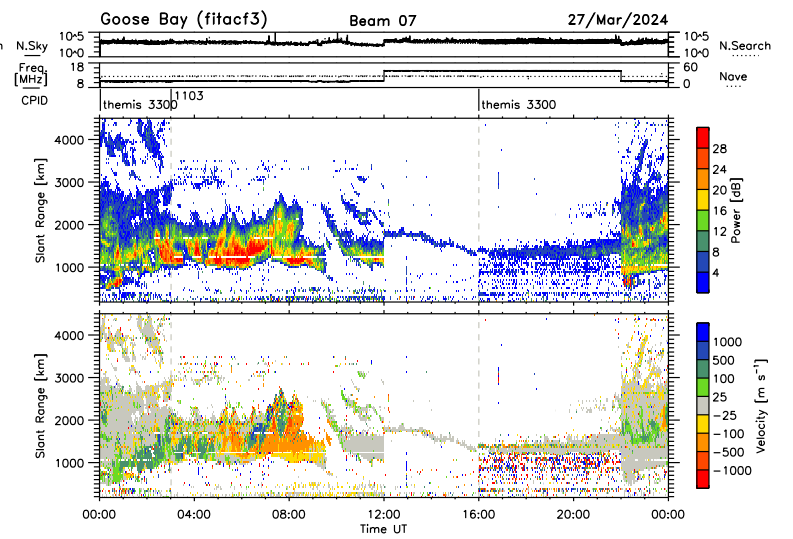 Goose Bay (fitacf3) Beam 07 27/Mar/2024
n N.Sky 10^5 10^0 10^5 10^0 N.Search
Freq. [MHz] 18 8 60 0 Nave
CPID themis 3300 1103 themis 3300
Slant Range [km] 4000 3000 2000 1000
28 24 20 16 12 8 4 Power [dB]
Slant Range [km] 4000 3000 2000 1000
1000 500 100 25 -25 -100 -500 -1000 Velocity [m s⁻¹]
00:00 04:00 08:00 12:00 16:00 20:00 00:00
Time UT